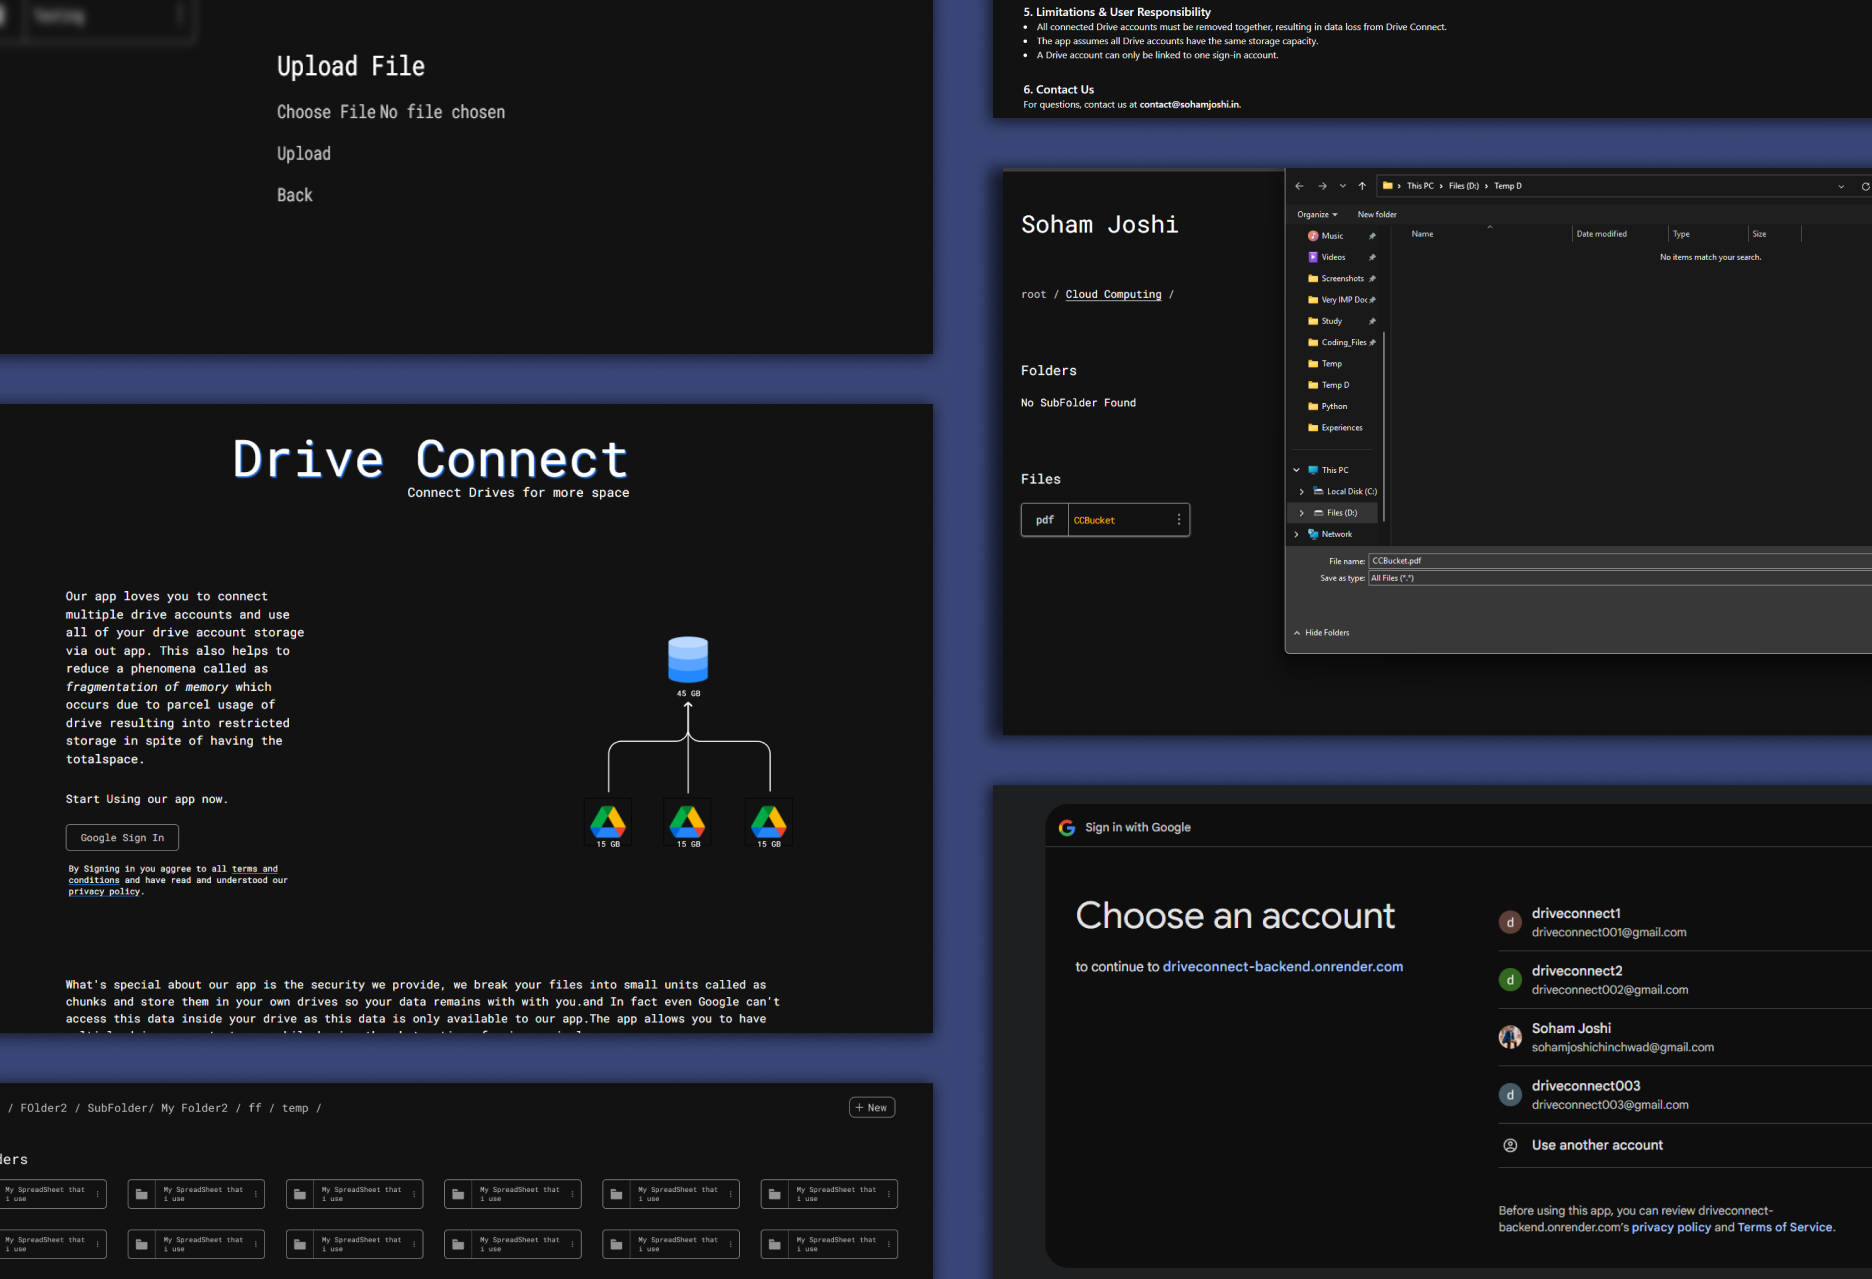 Testing
Upload File
Choose File No file chosen
Upload
Back
Drive Connect
Connect Drives for more space
Our app loves you to connect
multiple drive accounts and use
all of your drive account storage
via out app. This also helps to
reduce a phenomena called as
fragmentation of memory which
occurs due to parcel usage of
drive resulting into restricted
storage in spite of having the
totalspace.
Start Using our app now.
Google Sign In
By Signing in you aggree to all terms and
conditions and have read and understood our
privacy policy.
45 GB
15 GB
15 GB
15 GB
What's special about our app is the security we provide, we break your files into small units called as
chunks and store them in your own drives so your data remains with with you.and In fact even Google can't
access this data inside your drive as this data is only available to our app.The app allows you to have
/ FOlder2 / SubFolder/ My Folder2 / ff / temp /
+ New
ders
My SpreadSheet that
i use
My SpreadSheet that
i use
My SpreadSheet that
i use
My SpreadSheet that
i use
My SpreadSheet that
i use
My SpreadSheet that
i use
My SpreadSheet that
i use
My SpreadSheet that
i use
My SpreadSheet that
i use
My SpreadSheet that
i use
My SpreadSheet that
i use
My SpreadSheet that
i use
5. Limitations & User Responsibility
• All connected Drive accounts must be removed together, resulting in data loss from Drive Connect.
• The app assumes all Drive accounts have the same storage capacity.
• A Drive account can only be linked to one sign-in account.
6. Contact Us
For questions, contact us at contact@sohamjoshi.in.
Soham Joshi
root / Cloud Computing /
Folders
No SubFolder Found
Files
pdf CCBucket
This PC › Files (D:) › Temp D
Organize New folder
Name Date modified Type Size
No items match your search.
Music
Videos
Screenshots
Very IMP Doc
Study
Coding_Files
Temp
Temp D
Python
Experiences
This PC
Local Disk (C:)
Files (D:)
Network
File name: CCBucket.pdf
Save as type: All Files (*.*)
Hide Folders
Sign in with Google
Choose an account
to continue to driveconnect-backend.onrender.com
driveconnect1
driveconnect001@gmail.com
driveconnect2
driveconnect002@gmail.com
Soham Joshi
sohamjoshichinchwad@gmail.com
driveconnect003
driveconnect003@gmail.com
Use another account
Before using this app, you can review driveconnect-
backend.onrender.com's privacy policy and Terms of Service.